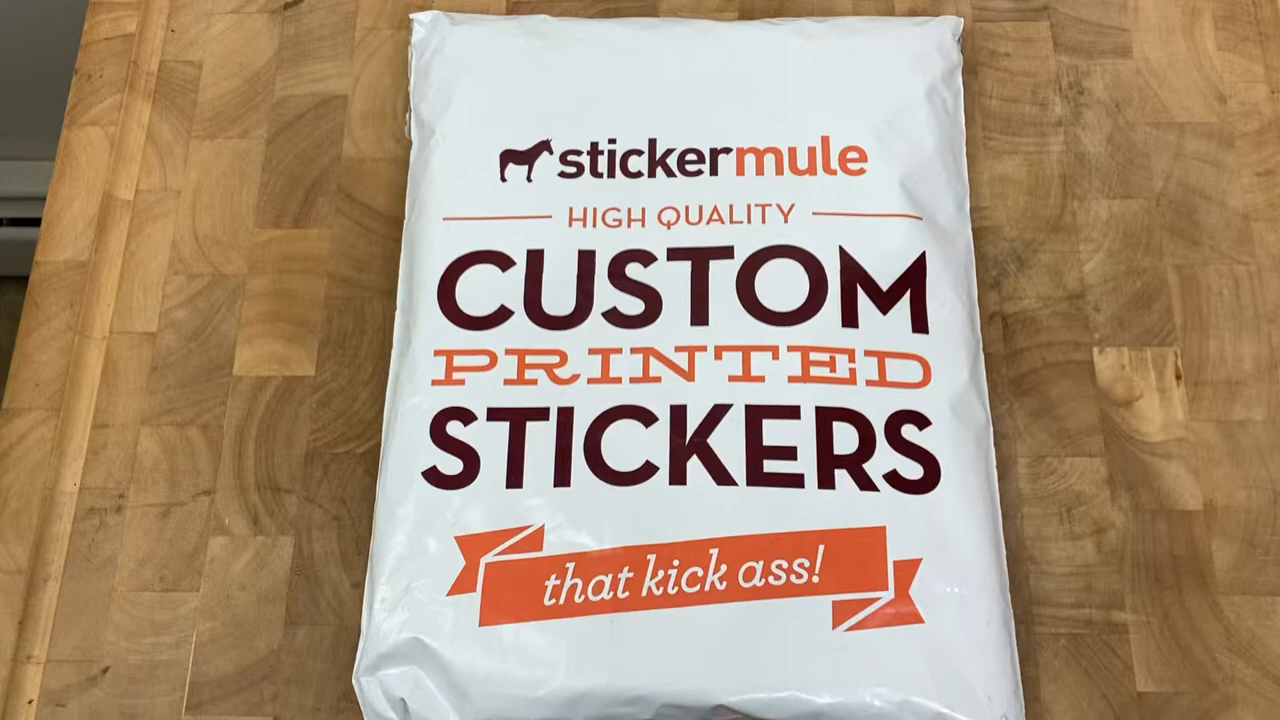 stickermule
HIGH QUALITY
CUSTOM
PRINTED
STICKERS
that kick ass!